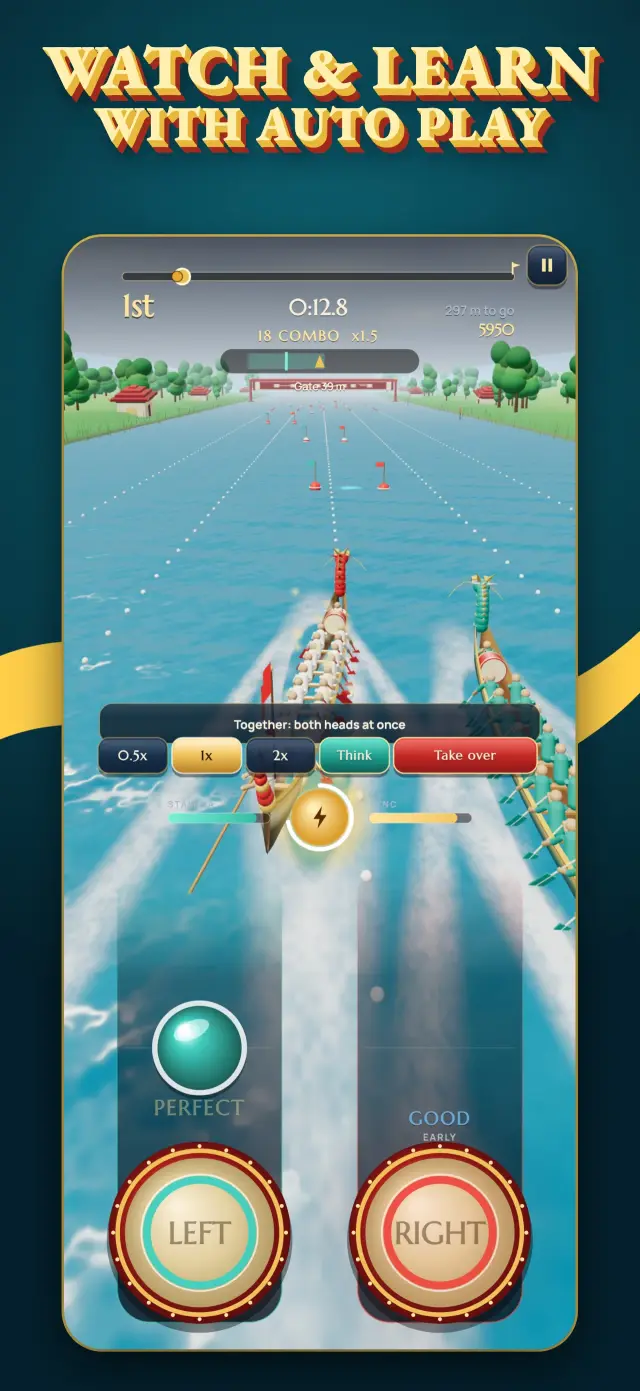 WATCH & LEARN
WITH AUTO PLAY
1st
0:12.8
297 m to go
18 COMBO x1.5
5950
Gate 39 m
Together: both heads at once
0.5x
1x
2x
Think
Take over
PERFECT
GOOD
EARLY
LEFT
RIGHT